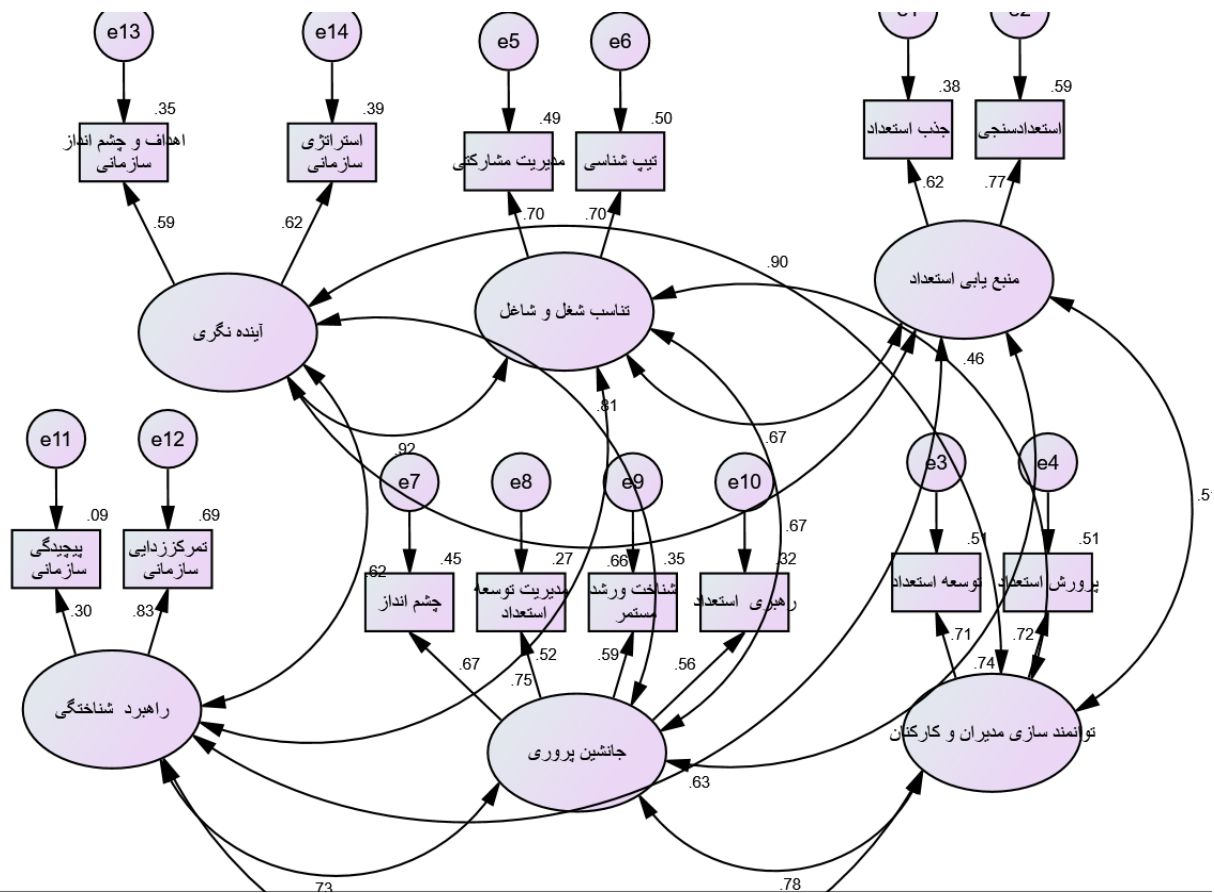 e13
e14
e5
e6
e1
e2
.35
.39
.49
.50
.38
.59
اهداف و چشم انداز
سازمانی
استراتژی
سازمانی
مدیریت مشارکتی
تیپ شناسی
جذب استعداد
استعدادسنجی
.59
.62
.70
.70
.62
.77
آینده نگری
تناسب شغل و شاغل
منبع یابی استعداد
.90
.46
.81
.67
.92
.51
.67
e11
e12
e7
e8
e9
e10
e3
e4
.09
.69
.45
.27
.66
.35
.32
.51
.51
پیچیدگی
سازمانی
تمرکززدایی
سازمانی
چشم انداز
مدیریت توسعه
استعداد
شناخت ورشد
مستمر
رهبری استعداد
توسعه استعداد
پرورش استعداد
.62
.30
.83
.67
.75
.52
.59
.56
.71
.72
.74
راهبرد شناختگی
جانشین پروری
توانمند سازی مدیران و کارکنان
.63
.73
.78